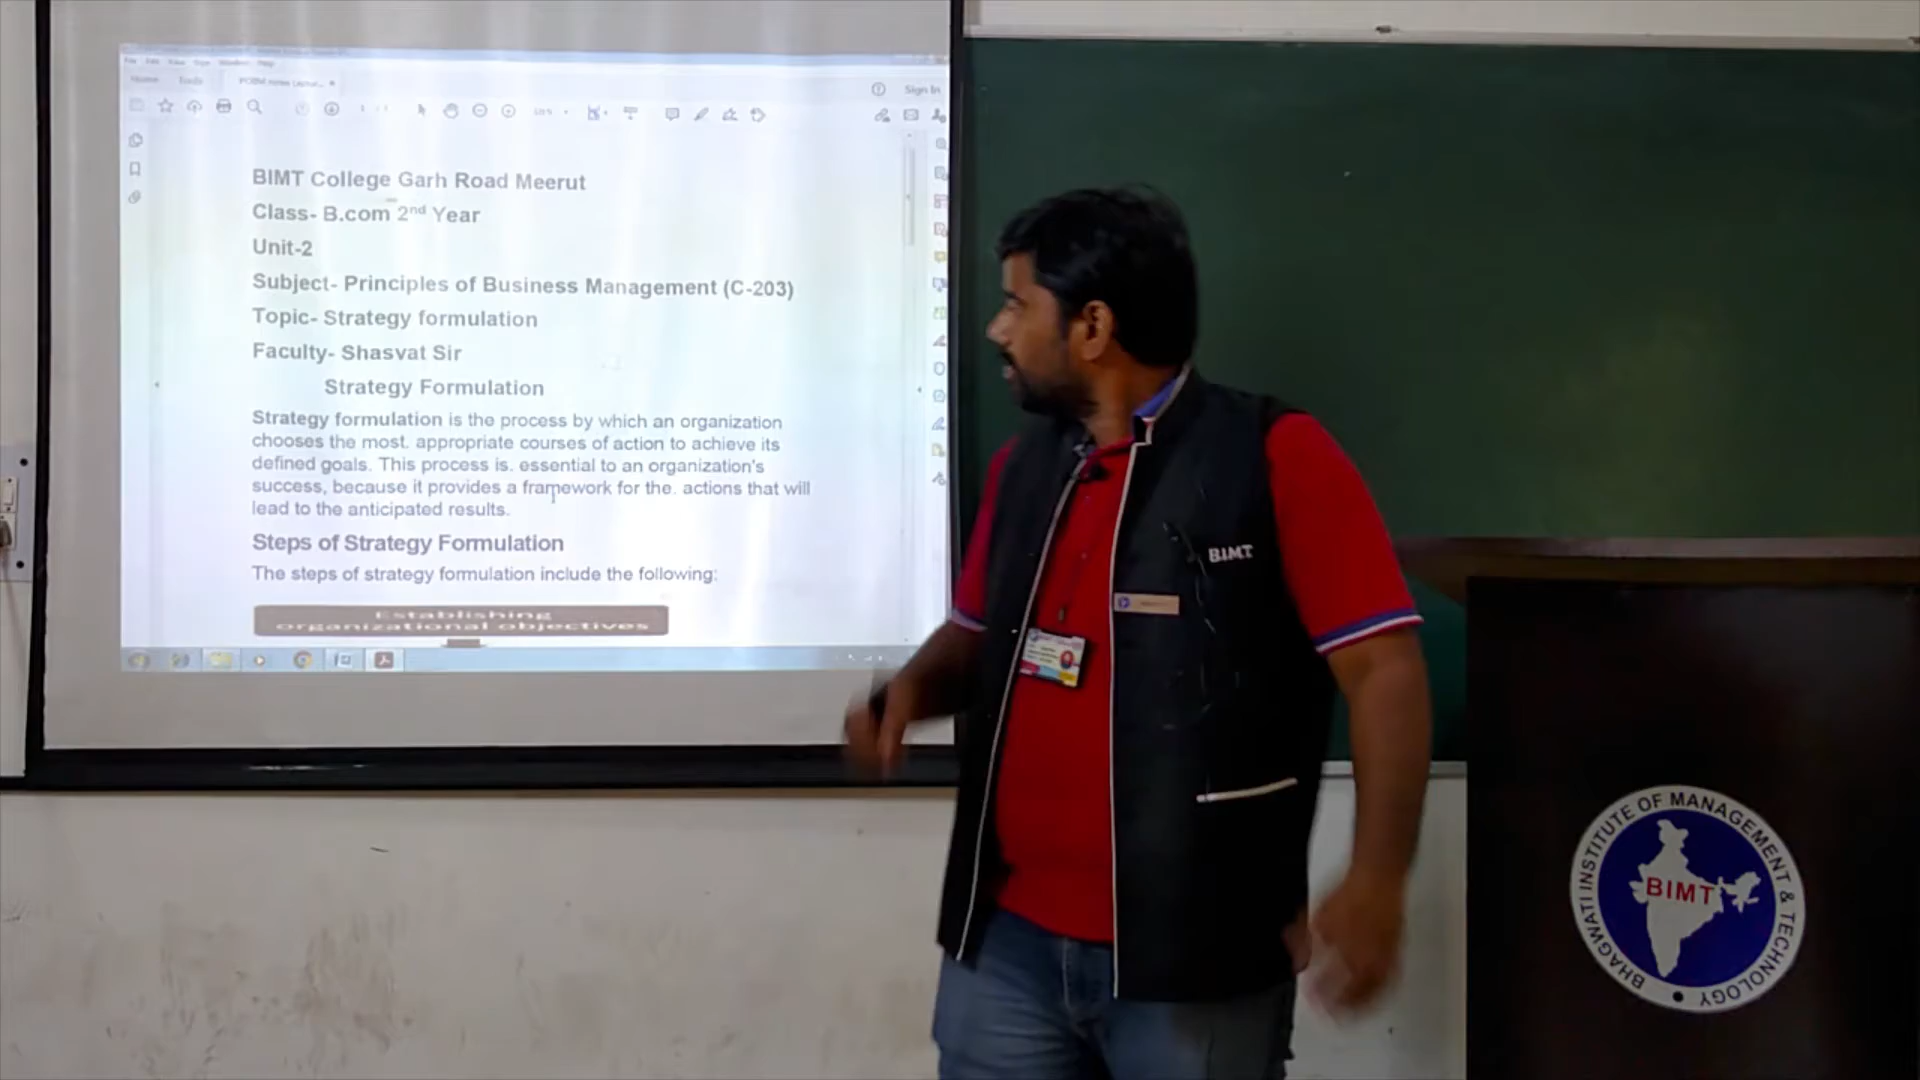 Home Tools
Sign In
BIMT College Garh Road Meerut
Class- B.com 2nd Year
Unit-2
Subject- Principles of Business Management (C-203)
Topic- Strategy formulation
Faculty- Shasvat Sir
Strategy Formulation
Strategy formulation is the process by which an organization
chooses the most. appropriate courses of action to achieve its
defined goals. This process is. essential to an organization's
success, because it provides a framework for the. actions that will
lead to the anticipated results.
Steps of Strategy Formulation
The steps of strategy formulation include the following:
Establishing
organizational objectives
BIMT
BHAGWATI INSTITUTE OF MANAGEMENT & TECHNOLOGY
BIMT